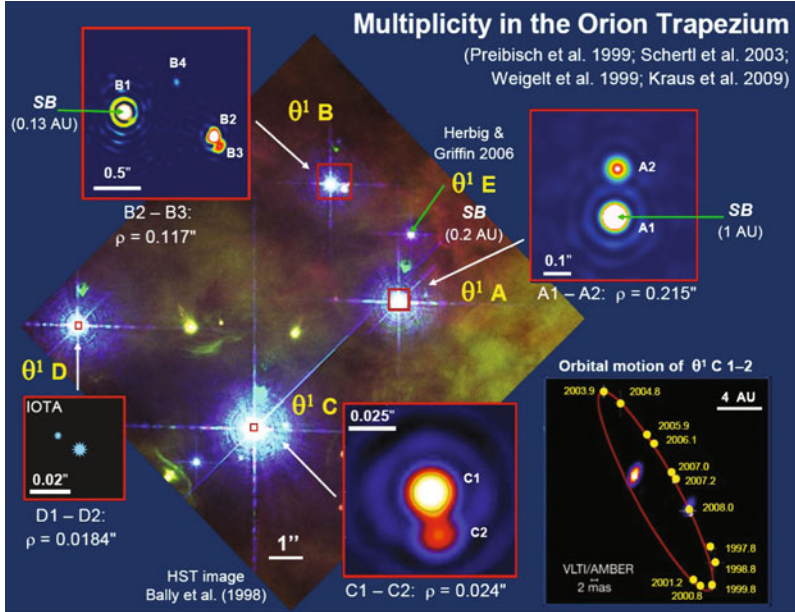 Multiplicity in the Orion Trapezium
(Preibisch et al. 1999; Schertl et al. 2003;
Weigelt et al. 1999; Kraus et al. 2009)
B4
B1
SB
(0.13 AU)
B2
B3
0.5"
B2 – B3:
ρ = 0.117"
θ¹ B
Herbig &
Griffin 2006
θ¹ E
SB
(0.2 AU)
A2
A1
SB
(1 AU)
0.1"
A1 – A2: ρ = 0.215"
θ¹ A
θ¹ D
IOTA
0.02"
D1 – D2:
ρ = 0.0184"
θ¹ C
1"
HST image
Bally et al. (1998)
0.025"
C1
C2
C1 – C2: ρ = 0.024"
Orbital motion of θ¹ C 1–2
2003.9
2004.8
4 AU
2005.9
2006.1
2007.0
2007.2
2008.0
1997.8
1998.8
1999.8
2001.2
2000.8
VLTI/AMBER
2 mas